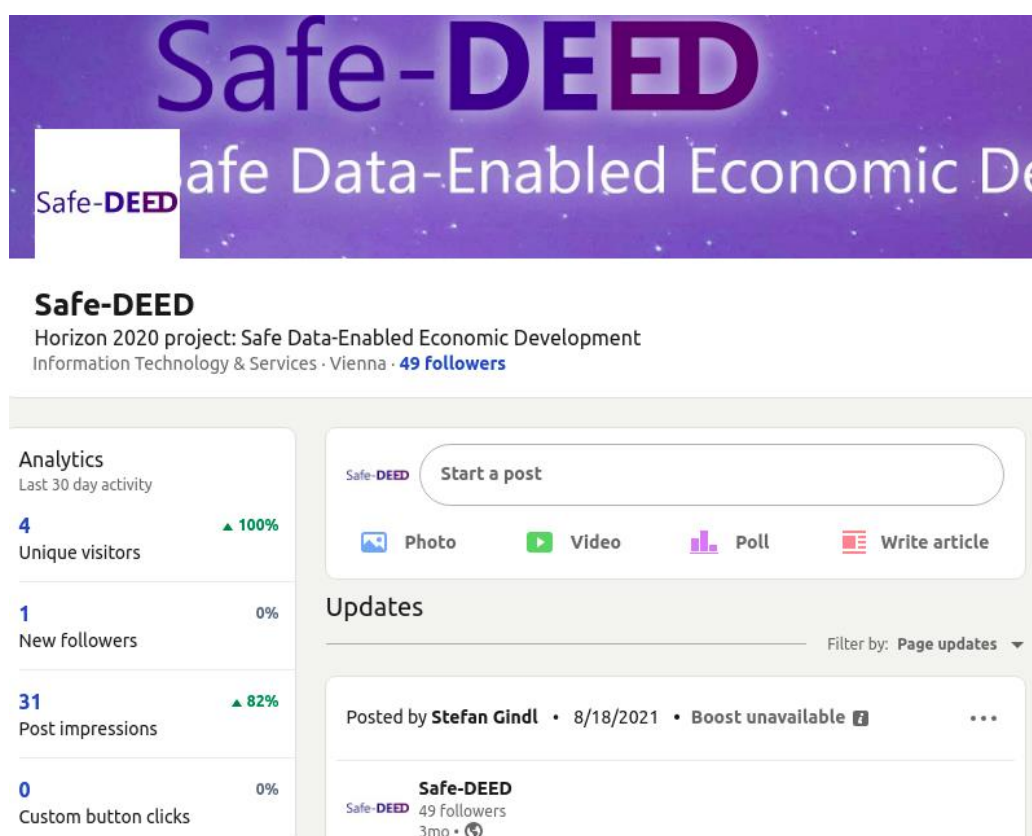 Safe-DEED
afe Data-Enabled Economic De
Safe-DEED
Safe-DEED
Horizon 2020 project: Safe Data-Enabled Economic Development
Information Technology & Services · Vienna · 49 followers
Analytics
Last 30 day activity
4 ▲ 100%
Unique visitors
1 0%
New followers
31 ▲ 82%
Post impressions
0 0%
Custom button clicks
Safe-DEED Start a post
Photo Video Poll Write article
Updates
Filter by: Page updates
Posted by Stefan Gindl • 8/18/2021 • Boost unavailable i
Safe-DEED
Safe-DEED 49 followers
3mo •